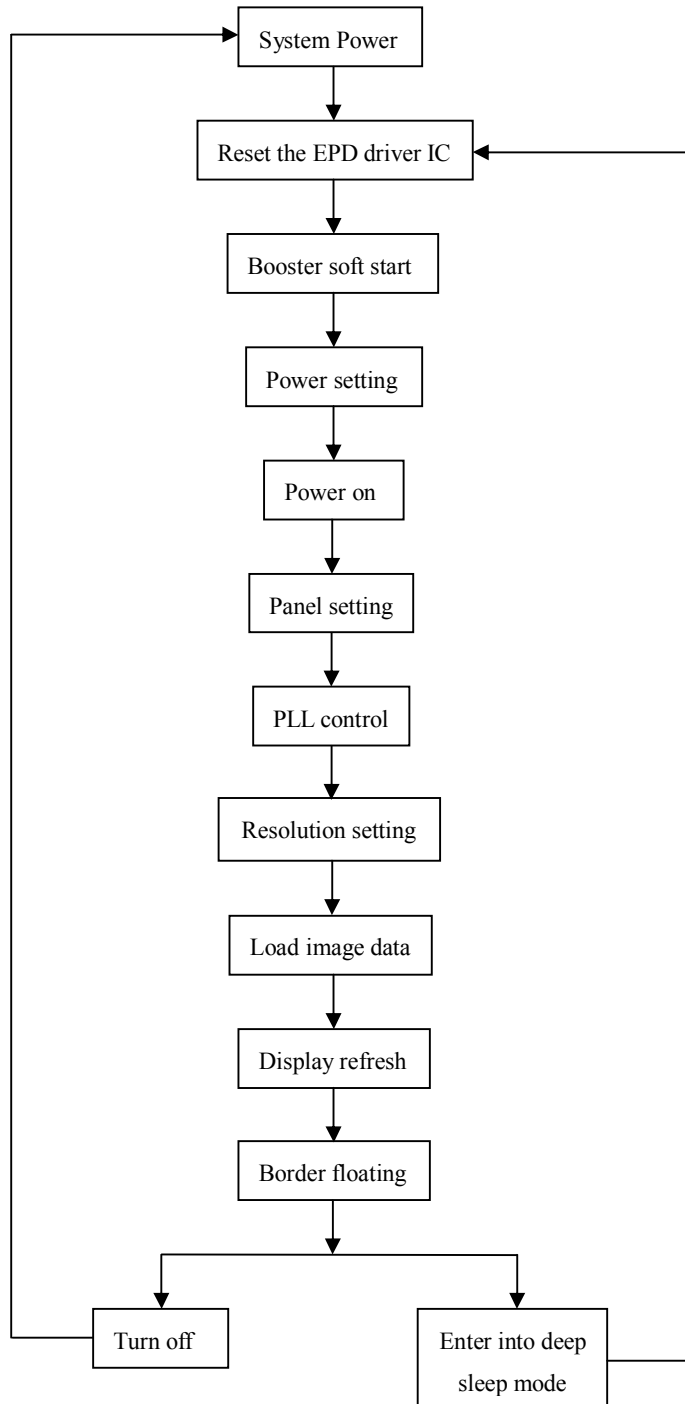 System Power
Reset the EPD driver IC
Booster soft start
Power setting
Power on
Panel setting
PLL control
Resolution setting
Load image data
Display refresh
Border floating
Turn off
Enter into deep
sleep mode